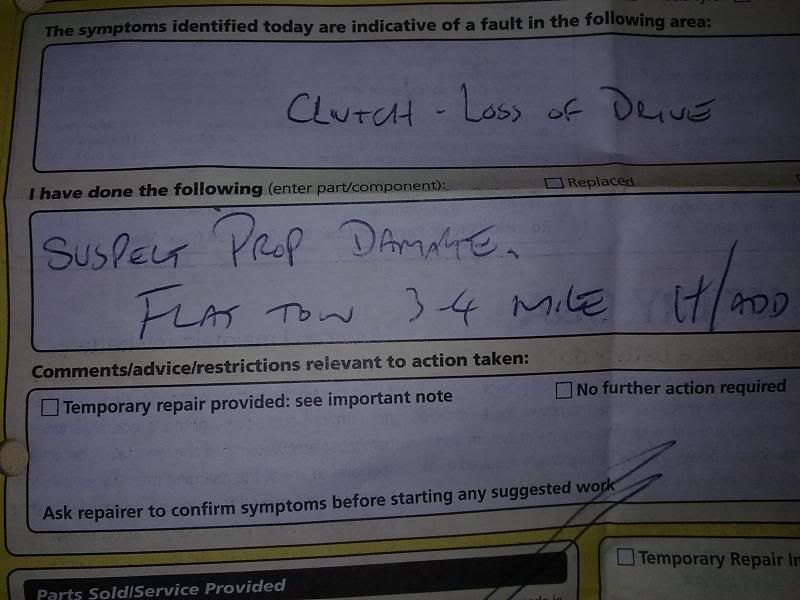 The symptoms identified today are indicative of a fault in the following area:
CLUTCH - LOSS OF DRIVE
I have done the following (enter part/component):
Replaced
SUSPECT PROP DAMAGE.
FLAT TOW 3-4 MILE H/ADD
Comments/advice/restrictions relevant to action taken:
Temporary repair provided: see important note
No further action required
Ask repairer to confirm symptoms before starting any suggested work
Temporary Repair
Parts Sold/Service Provided